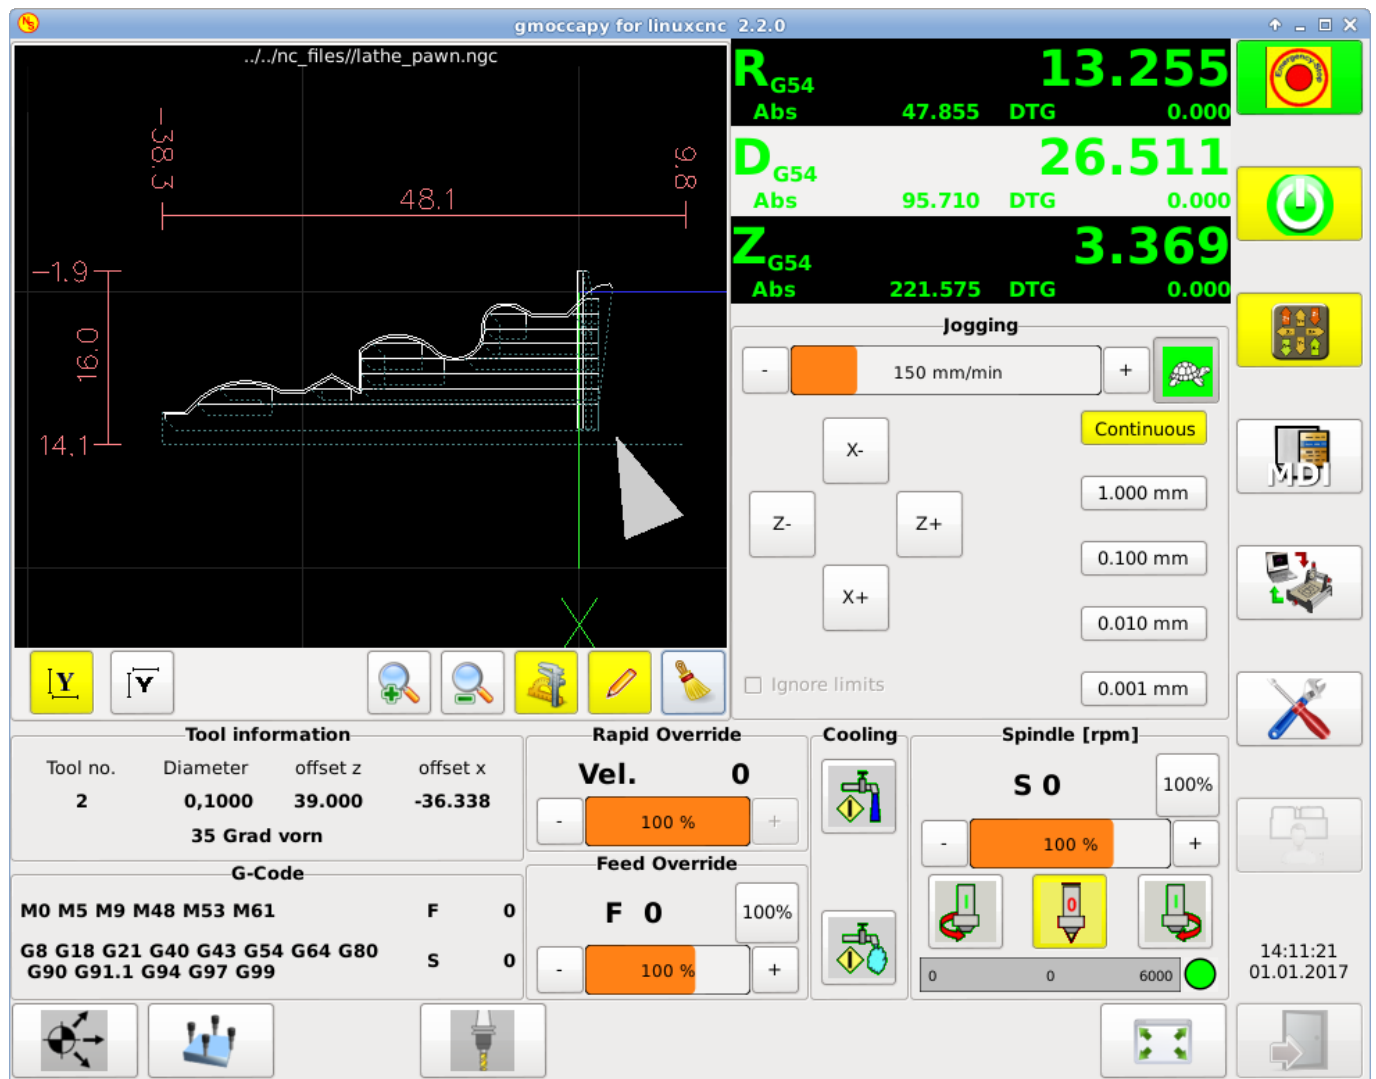 gmoccapy for linuxcnc 2.2.0
../../nc_files//lathe_pawn.ngc
-38.3
9.8
48.1
-1.9
16.0
14.1
X
R G54 13.255
Abs 47.855 DTG 0.000
D G54 26.511
Abs 95.710 DTG 0.000
Z G54 3.369
Abs 221.575 DTG 0.000
Emergency-Stop
Jogging
- 150 mm/min +
Continuous
X-
1.000 mm
Z- Z+
0.100 mm
X+
0.010 mm
Ignore limits
0.001 mm
MDI
Y Y
Tool information
Tool no. Diameter offset z offset x
2 0,1000 39.000 -36.338
35 Grad vorn
G-Code
M0 M5 M9 M48 M53 M61 F 0
G8 G18 G21 G40 G43 G54 G64 G80
G90 G91.1 G94 G97 G99
S 0
Rapid Override
Vel. 0
- 100 % +
Feed Override
F 0 100%
- 100 % +
Cooling
Spindle [rpm]
S 0 100%
- 100 % +
I 0 I
0 0 6000
14:11:21
01.01.2017